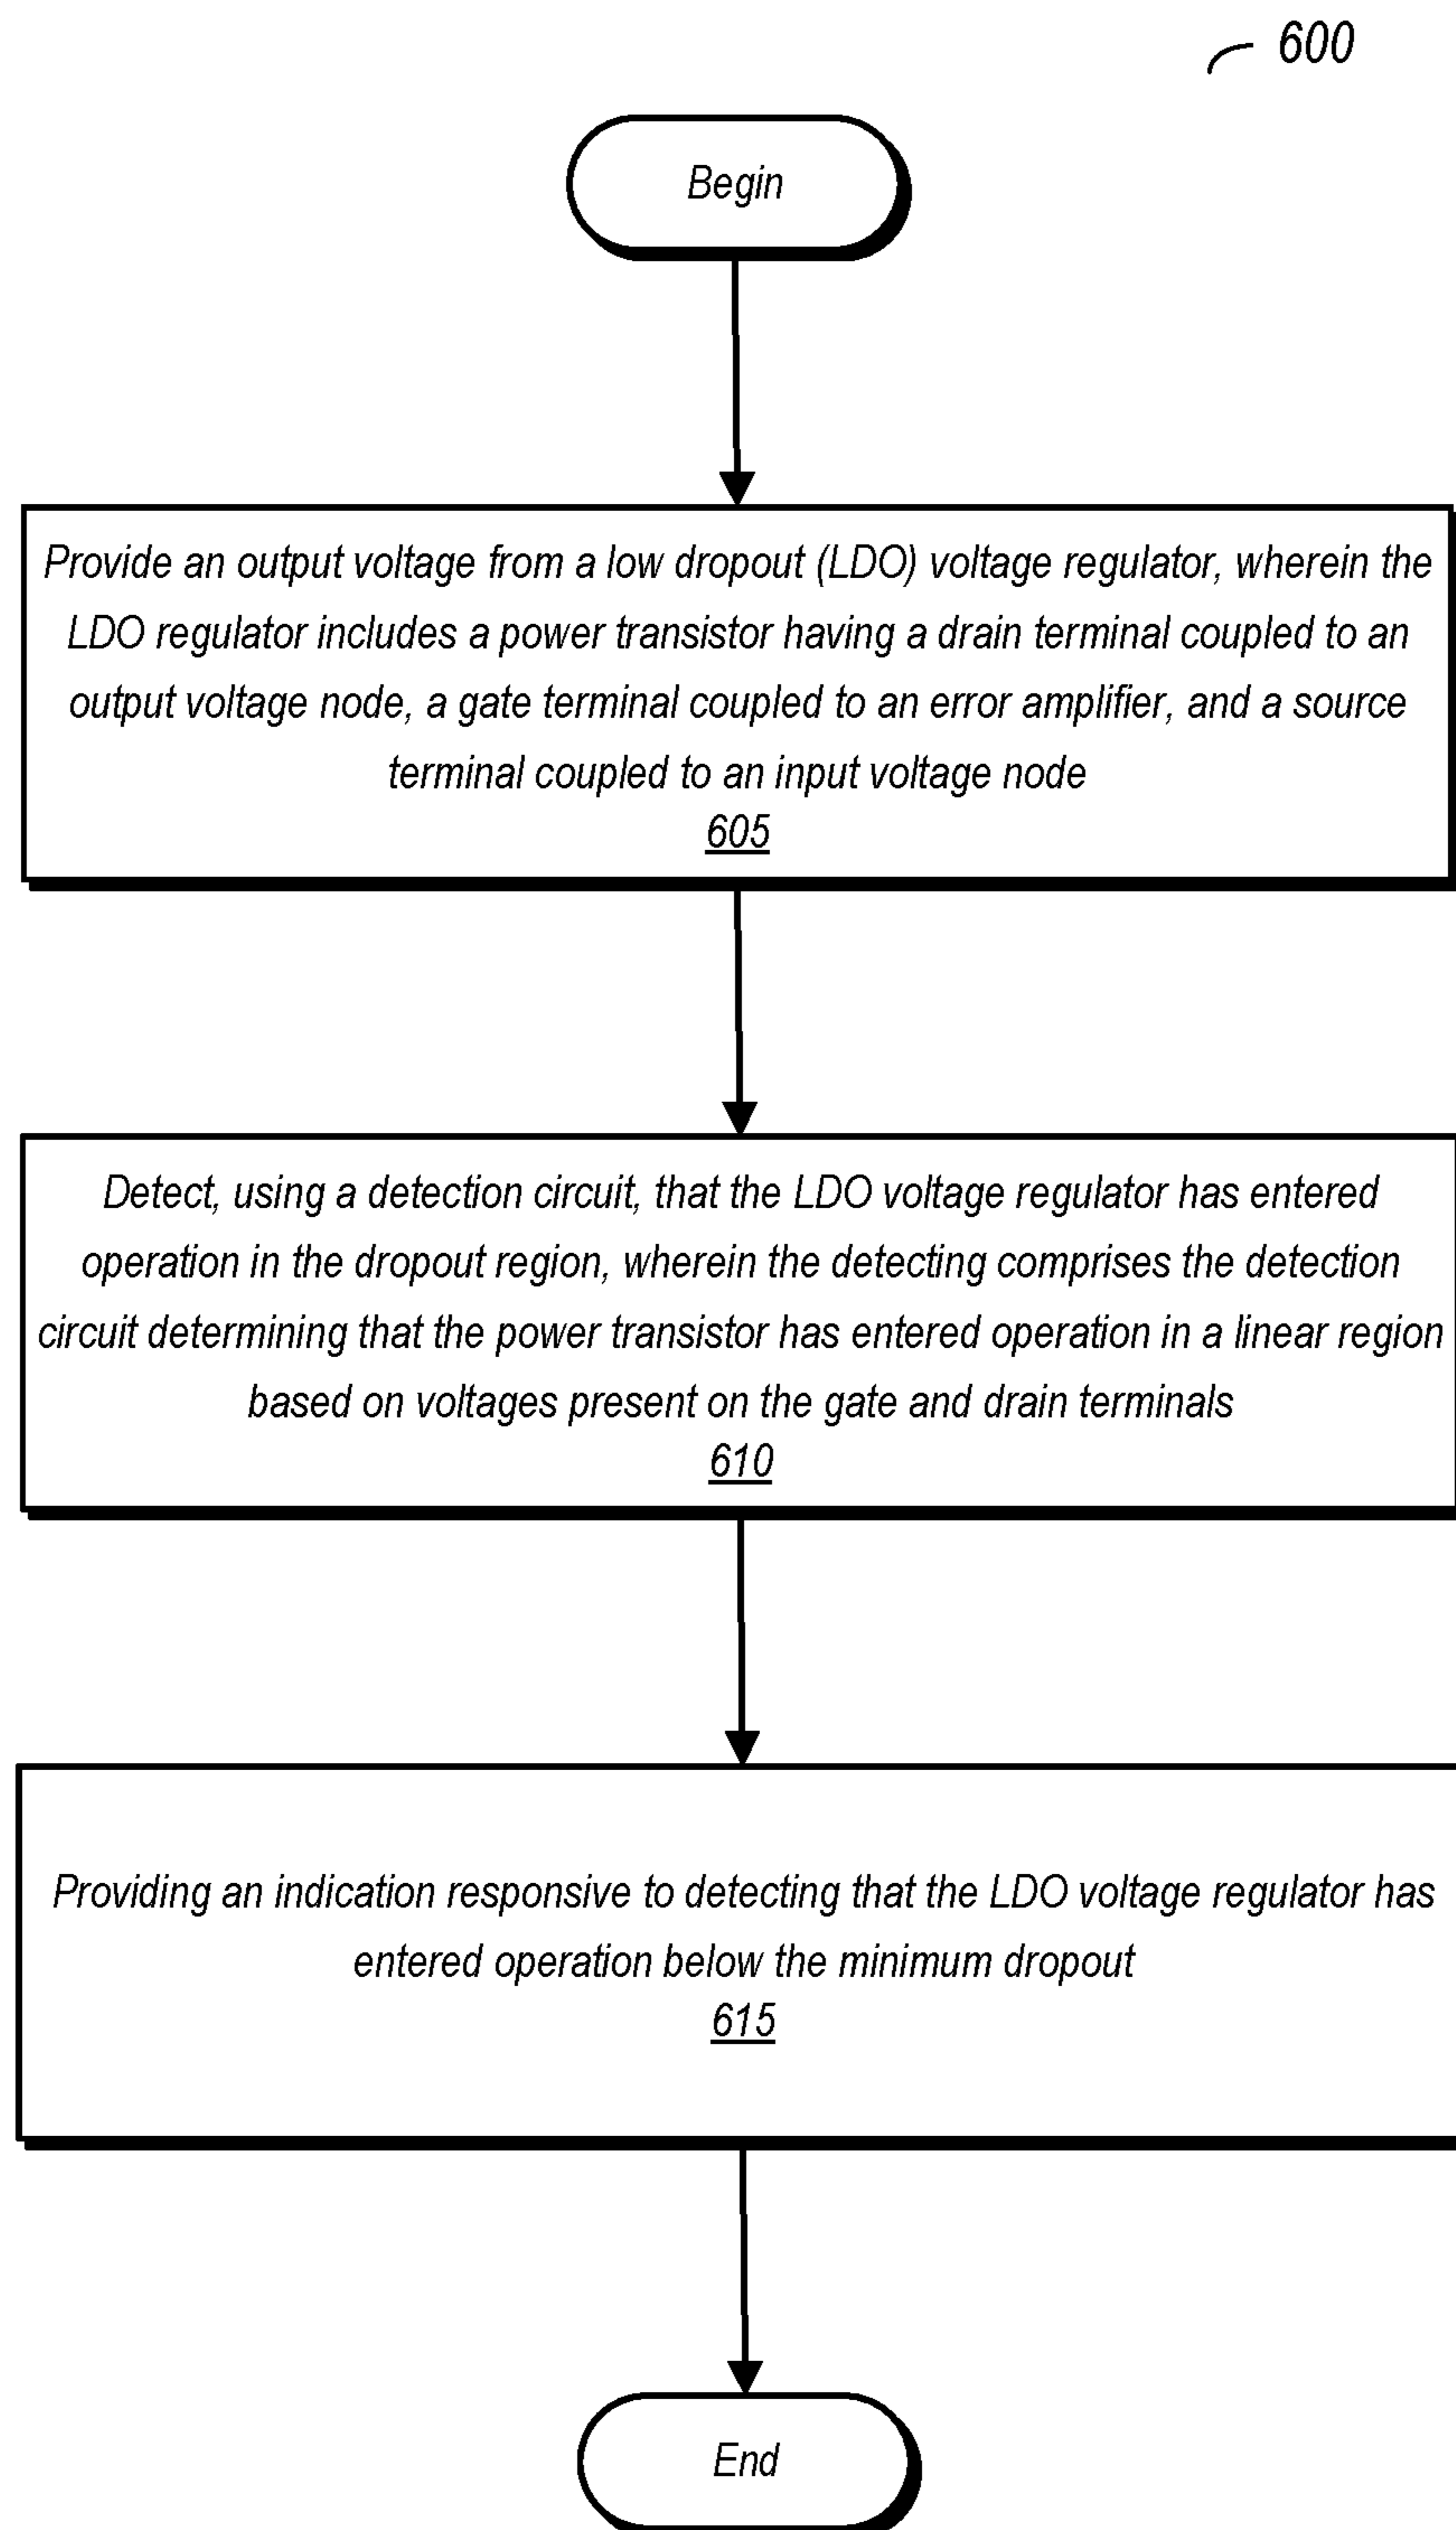 600
Begin
Provide an output voltage from a low dropout (LDO) voltage regulator, wherein the
LDO regulator includes a power transistor having a drain terminal coupled to an
output voltage node, a gate terminal coupled to an error amplifier, and a source
terminal coupled to an input voltage node
605
Detect, using a detection circuit, that the LDO voltage regulator has entered
operation in the dropout region, wherein the detecting comprises the detection
circuit determining that the power transistor has entered operation in a linear region
based on voltages present on the gate and drain terminals
610
Providing an indication responsive to detecting that the LDO voltage regulator has
entered operation below the minimum dropout
615
End